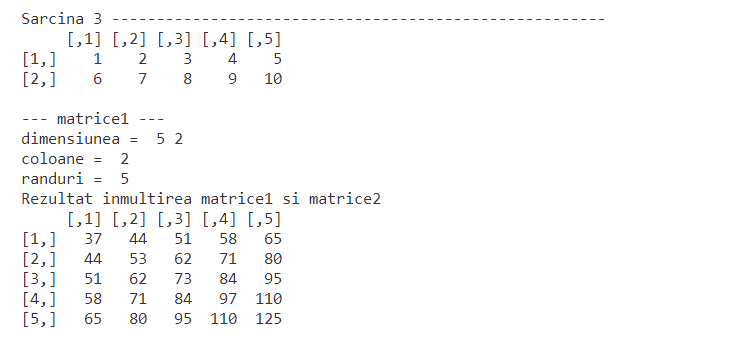 Sarcina 3 -------------------------------------------------------
     [,1] [,2] [,3] [,4] [,5]
[1,]    1    2    3    4    5
[2,]    6    7    8    9   10

--- matrice1 ---
dimensiunea =  5 2
coloane =  2
randuri =  5
Rezultat inmultirea matrice1 si matrice2
     [,1] [,2] [,3] [,4] [,5]
[1,]   37   44   51   58   65
[2,]   44   53   62   71   80
[3,]   51   62   73   84   95
[4,]   58   71   84   97  110
[5,]   65   80   95  110  125